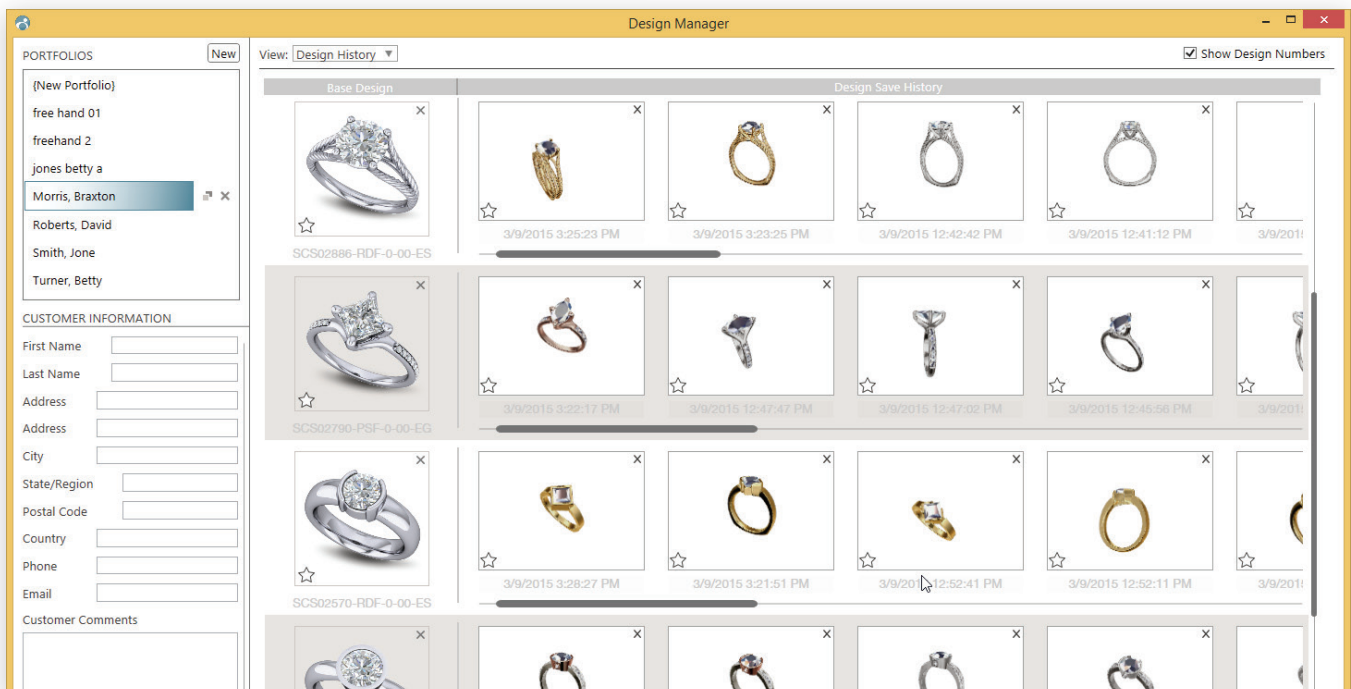 Design Manager
PORTFOLIOS
New
{New Portfolio}
free hand 01
freehand 2
jones betty a
Morris, Braxton
Roberts, David
Smith, Jone
Turner, Betty
CUSTOMER INFORMATION
First Name
Last Name
Address
Address
City
State/Region
Postal Code
Country
Phone
Email
Customer Comments
View: Design History
Show Design Numbers
Base Design
Design Save History
SCS02886-RDF-0-00-ES
3/9/2015 3:25:23 PM
3/9/2015 3:23:25 PM
3/9/2015 12:42:42 PM
3/9/2015 12:41:12 PM
SCS02790-PSF-0-00-EG
3/9/2015 3:22:17 PM
3/9/2015 12:47:47 PM
3/9/2015 12:47:02 PM
3/9/2015 12:45:56 PM
SCS02570-RDF-0-00-ES
3/9/2015 3:28:27 PM
3/9/2015 3:21:51 PM
3/9/2015 12:52:41 PM
3/9/2015 12:52:11 PM